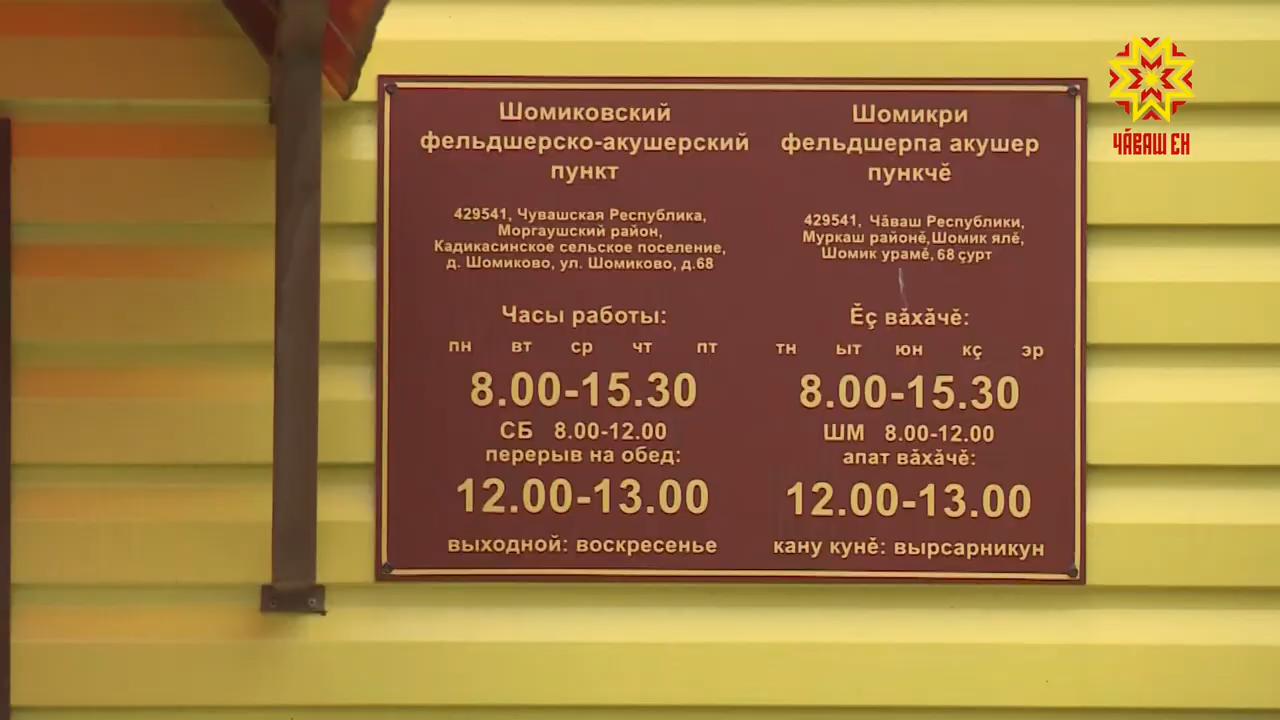 Шомиковский
фельдшерско-акушерский
пункт
429541, Чувашская Республика,
Моргаушский район,
Кадикасинское сельское поселение,
д. Шомиково, ул. Шомиково, д.68
Часы работы:
пн вт ср чт пт
8.00-15.30
СБ 8.00-12.00
перерыв на обед:
12.00-13.00
выходной: воскресенье
Шомикри
фельдшерпа акушер
пункчĕ
429541, Чăваш Республики,
Муркаш районĕ, Шомик ялĕ,
Шомик урамĕ, 68 çурт
Ĕç вăхăчĕ:
тн ыт юн кç эр
8.00-15.30
ШМ 8.00-12.00
апат вăхăчĕ:
12.00-13.00
кану кунĕ: вырсарникун
ЧĂВАШ ЕН